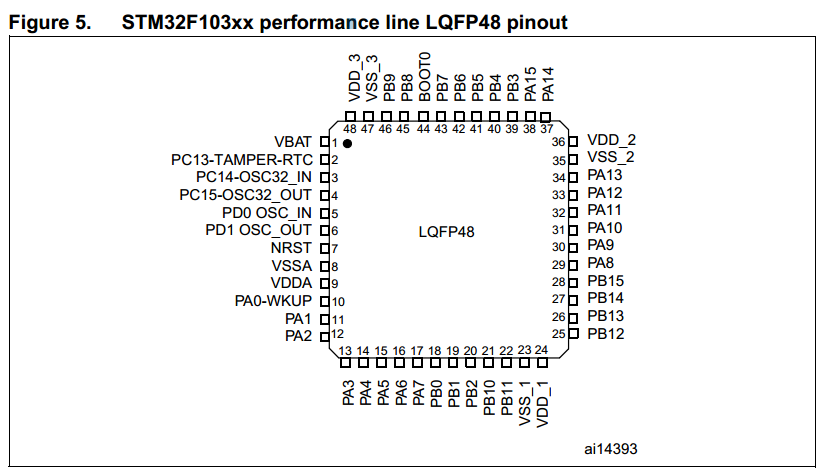 Figure 5. STM32F103xx performance line LQFP48 pinout
VDD_3
VSS_3
PB9
PB8
BOOT0
PB7
PB6
PB5
PB4
PB3
PA15
PA14
48 47 46 45 44 43 42 41 40 39 38 37
VBAT 1
PC13-TAMPER-RTC 2
PC14-OSC32_IN 3
PC15-OSC32_OUT 4
PD0 OSC_IN 5
PD1 OSC_OUT 6
NRST 7
VSSA 8
VDDA 9
PA0-WKUP 10
PA1 11
PA2 12
LQFP48
36 VDD_2
35 VSS_2
34 PA13
33 PA12
32 PA11
31 PA10
30 PA9
29 PA8
28 PB15
27 PB14
26 PB13
25 PB12
13 14 15 16 17 18 19 20 21 22 23 24
PA3
PA4
PA5
PA6
PA7
PB0
PB1
PB2
PB10
PB11
VSS_1
VDD_1
ai14393